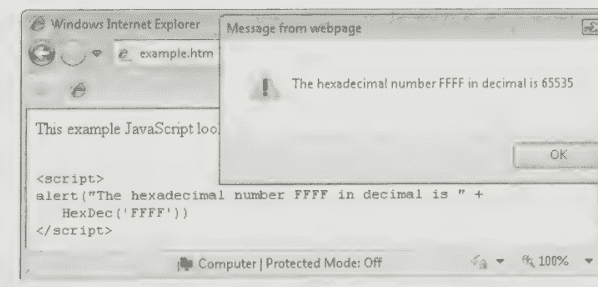 Windows Internet Explorer
Message from webpage
example.htm
The hexadecimal number FFFF in decimal is 65535
This example JavaScript loo
OK
<script>
alert("The hexadecimal number FFFF in decimal is " +
HexDec('FFFF'))
</script>
Computer | Protected Mode: Off
100%